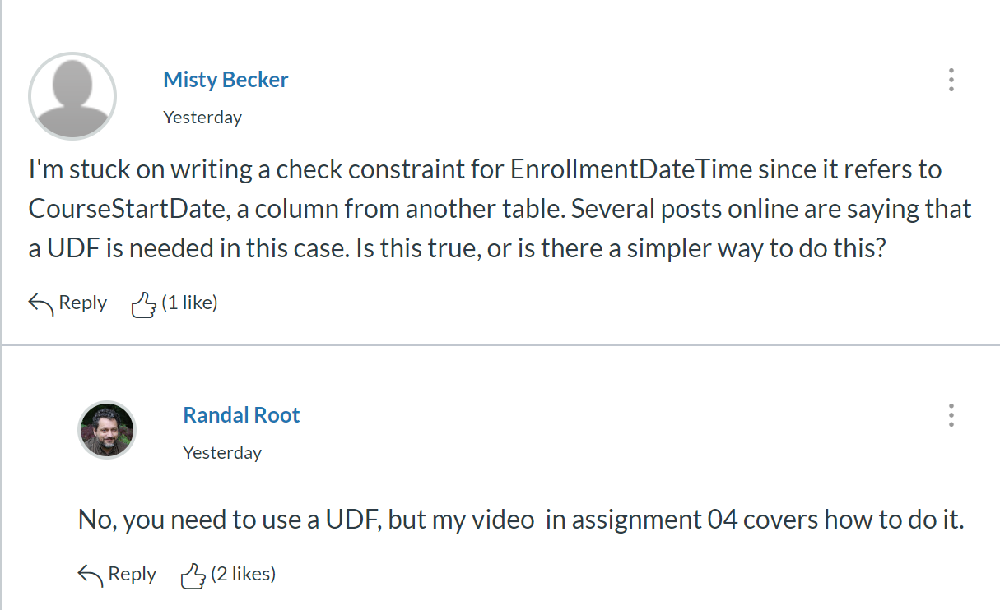 Misty Becker
Yesterday
I'm stuck on writing a check constraint for EnrollmentDateTime since it refers to
CourseStartDate, a column from another table. Several posts online are saying that
a UDF is needed in this case. Is this true, or is there a simpler way to do this?
Reply (1 like)
Randal Root
Yesterday
No, you need to use a UDF, but my video  in assignment 04 covers how to do it.
Reply (2 likes)